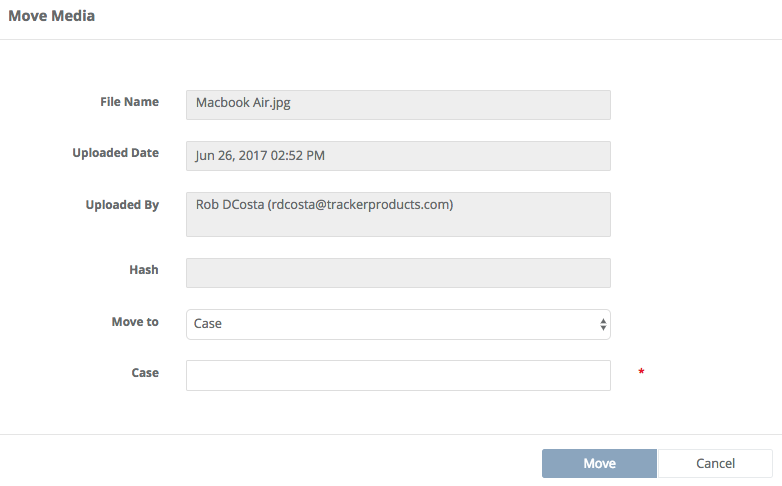 Move Media
File Name Macbook Air.jpg
Uploaded Date Jun 26, 2017 02:52 PM
Uploaded By Rob DCosta (rdcosta@trackerproducts.com)
Hash
Move to Case
Case *
Move Cancel